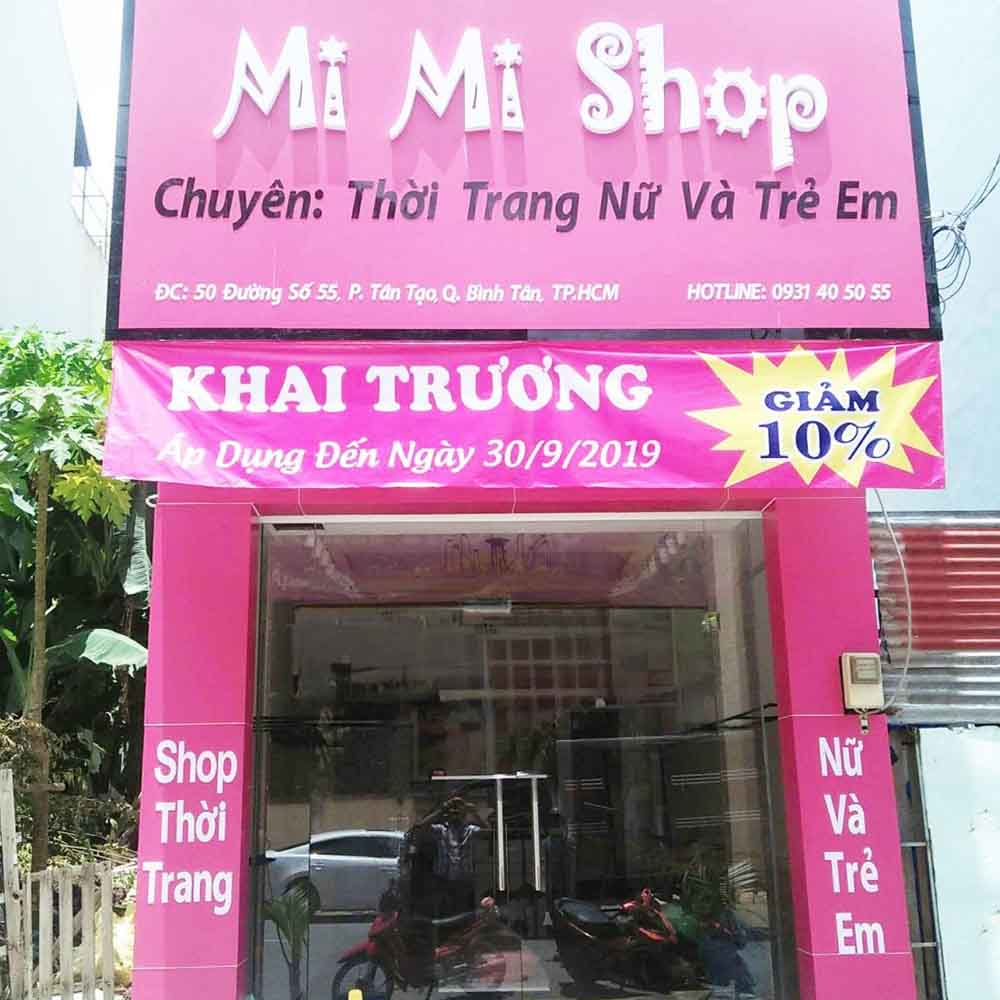 Mi Mi Shop
Chuyên: Thời Trang Nữ Và Trẻ Em
ĐC: 50 Đường Số 55, P. Tân Tạo, Q. Bình Tân, TP.HCM
HOTLINE: 0931 40 50 55
KHAI TRƯƠNG
Áp Dụng Đến Ngày 30/9/2019
GIẢM
10%
Shop
Thời
Trang
Nữ
Và
Trẻ
Em